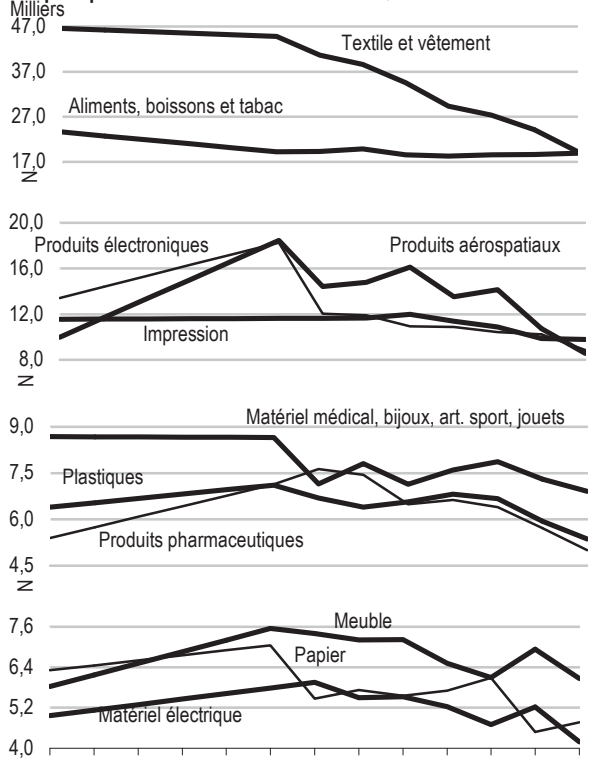 Milliers
47,0
Textile et vêtement
37,0
Aliments, boissons et tabac
27,0
17,0
N
20,0
Produits électroniques
Produits aérospatiaux
16,0
12,0
Impression
8,0
N
Matériel médical, bijoux, art. sport, jouets
9,0
Plastiques
7,5
6,0
Produits pharmaceutiques
4,5
N
7,6
Meuble
Papier
6,4
5,2
Matériel électrique
4,0